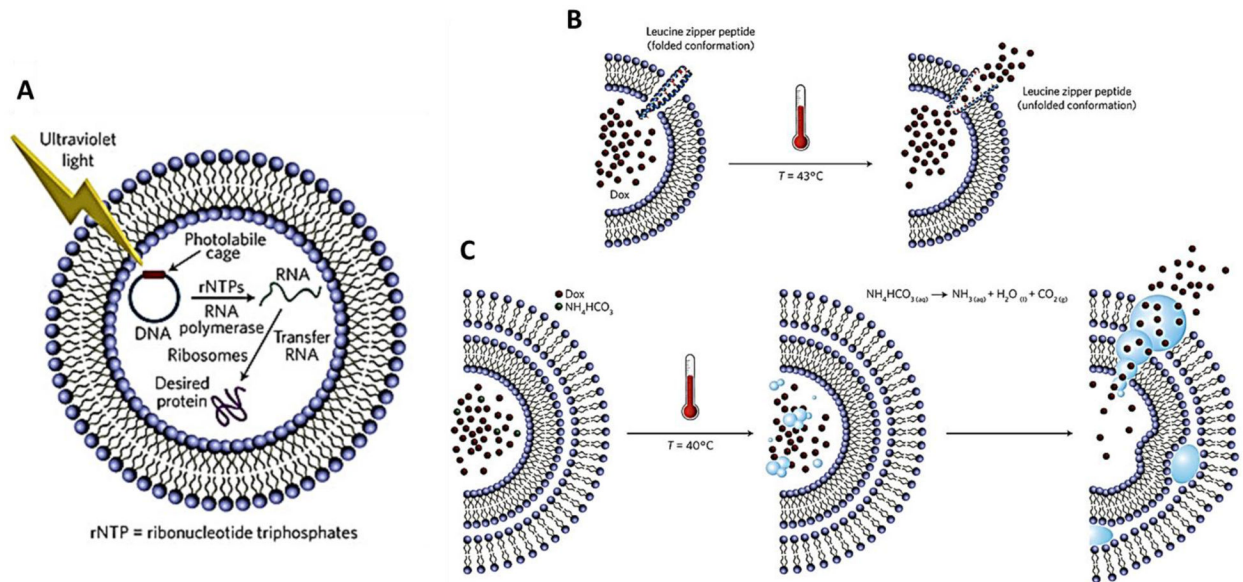 A
Ultraviolet
light
Photolabile
cage
rNTPs
RNA
DNA
RNA
polymerase
Transfer
RNA
Ribosomes
Desired
protein
rNTP = ribonucleotide triphosphates
B
Leucine zipper peptide
(folded conformation)
Dox
T = 43°C
Leucine zipper peptide
(unfolded conformation)
C
Dox
NH₄HCO₃
T = 40°C
NH₄HCO₃ (aq) → NH₃ (aq) + H₂O (l) + CO₂ (g)